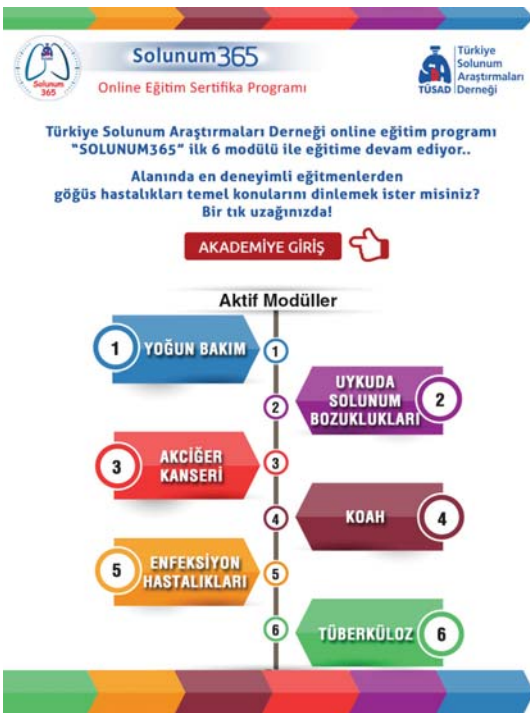 Solunum
365
Solunum365
Online Eğitim Sertifika Programı
TÜSAD
Türkiye
Solunum
Araştırmaları
Derneği
Türkiye Solunum Araştırmaları Derneği online eğitim programı
"SOLUNUM365" ilk 6 modülü ile eğitime devam ediyor..
Alanında en deneyimli eğitmenlerden
göğüs hastalıkları temel konularını dinlemek ister misiniz?
Bir tık uzağınızda!
AKADEMİYE GİRİŞ
Aktif Modüller
1 YOĞUN BAKIM 1
2 UYKUDA
SOLUNUM
BOZUKLUKLARI 2
3 AKCİĞER
KANSERİ 3
4 KOAH 4
5 ENFEKSİYON
HASTALIKLARI 5
6 TÜBERKÜLOZ 6